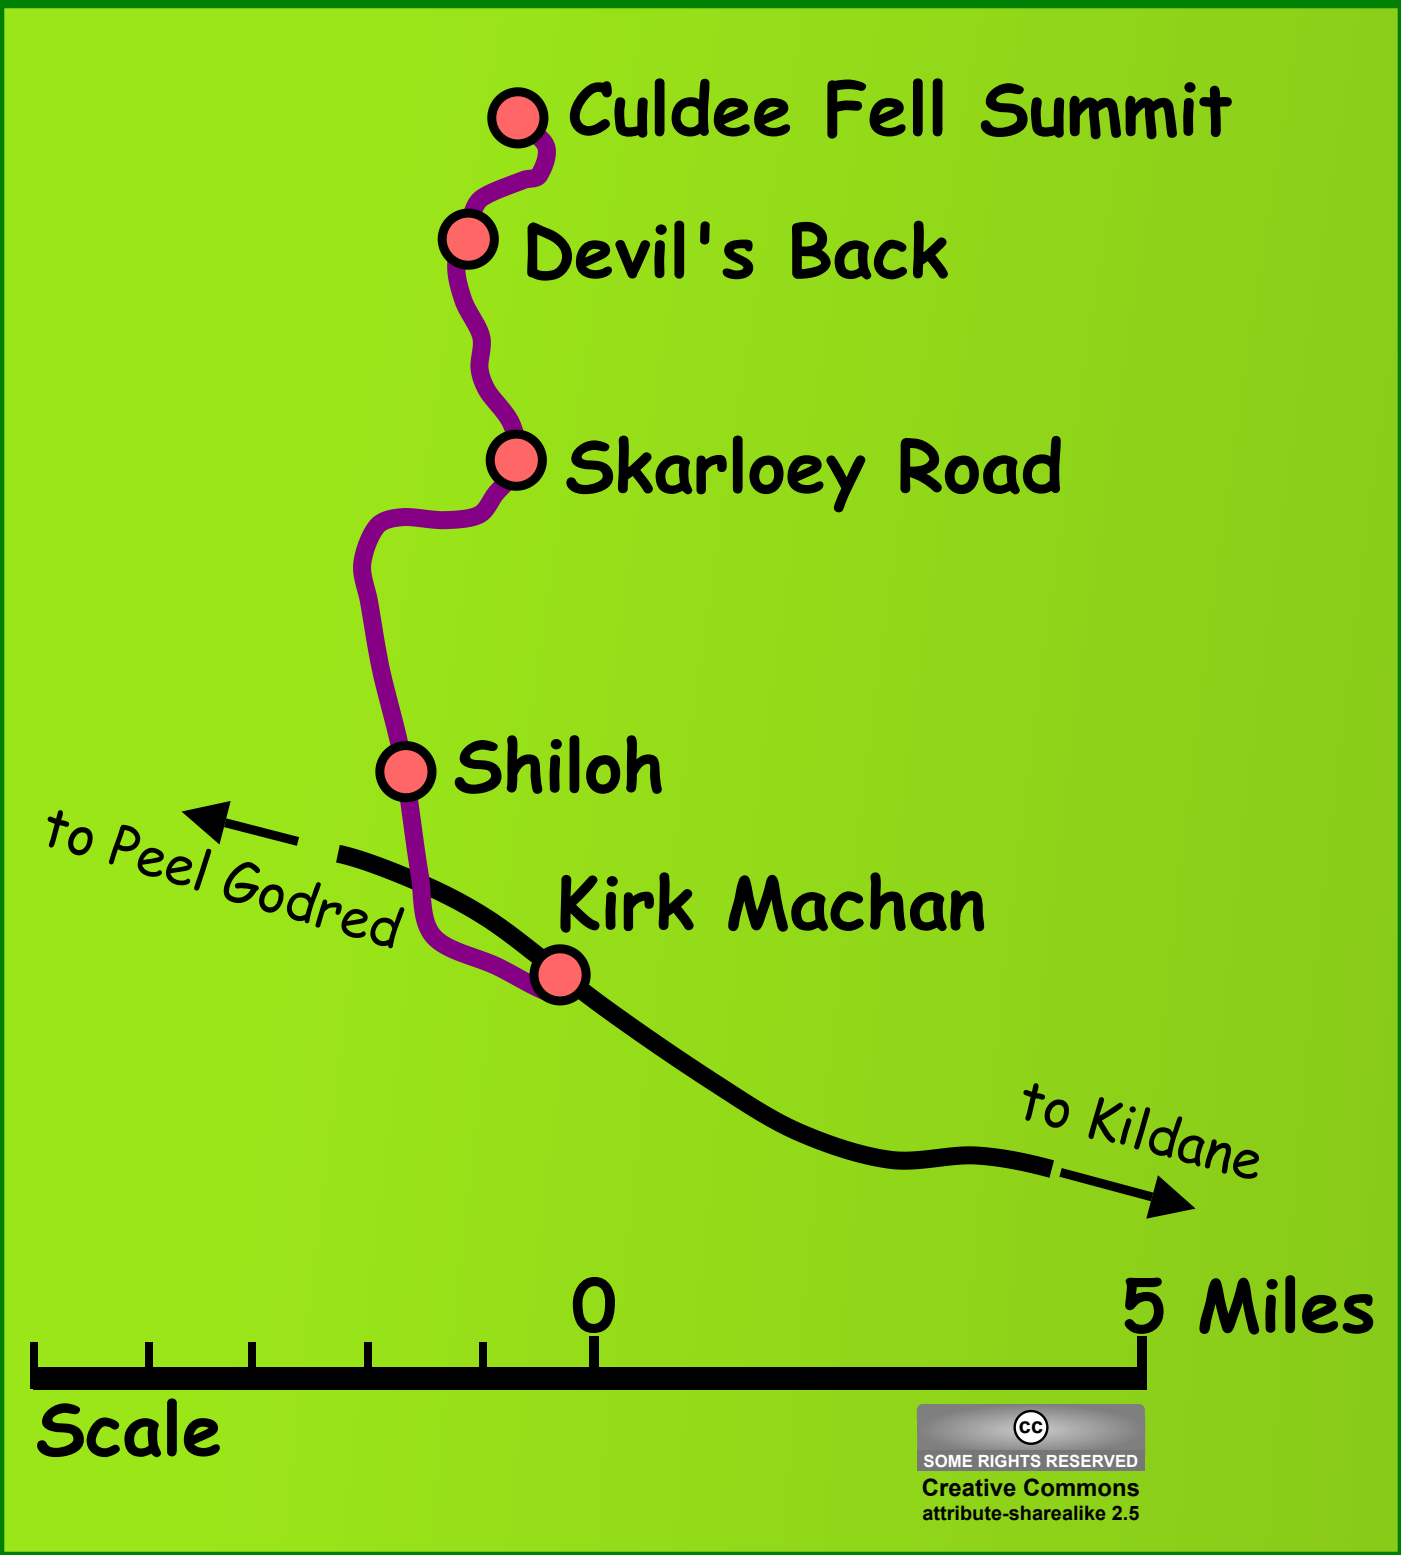 Culdee Fell Summit
Devil's Back
Skarloey Road
Shiloh
to Peel Godred
Kirk Machan
to Kildane
0
5 Miles
Scale
cc
SOME RIGHTS RESERVED
Creative Commons
attribute-sharealike 2.5